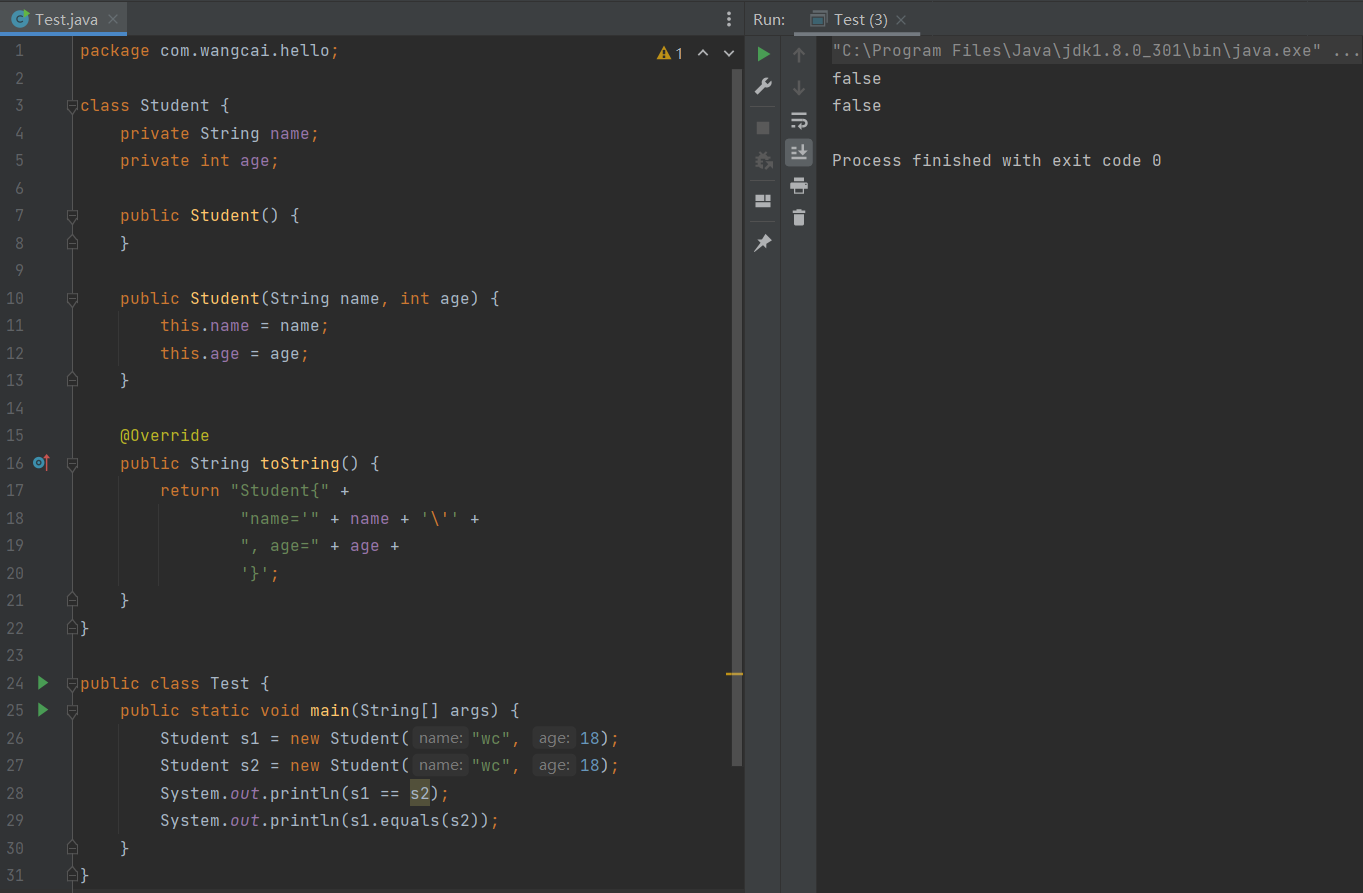 Test.java
1 package com.wangcai.hello;
1
2
3 class Student {
4 private String name;
5 private int age;
6
7 public Student() {
8 }
9
10 public Student(String name, int age) {
11 this.name = name;
12 this.age = age;
13 }
14
15 @Override
16 public String toString() {
17 return "Student{" +
18 "name='" + name + '\'' +
19 ", age=" + age +
20 '}';
21 }
22 }
23
24 public class Test {
25 public static void main(String[] args) {
26 Student s1 = new Student( name: "wc", age: 18);
27 Student s2 = new Student( name: "wc", age: 18);
28 System.out.println(s1 == s2);
29 System.out.println(s1.equals(s2));
30 }
31 }
Run: Test (3)
"C:\Program Files\Java\jdk1.8.0_301\bin\java.exe" ...
false
false
Process finished with exit code 0